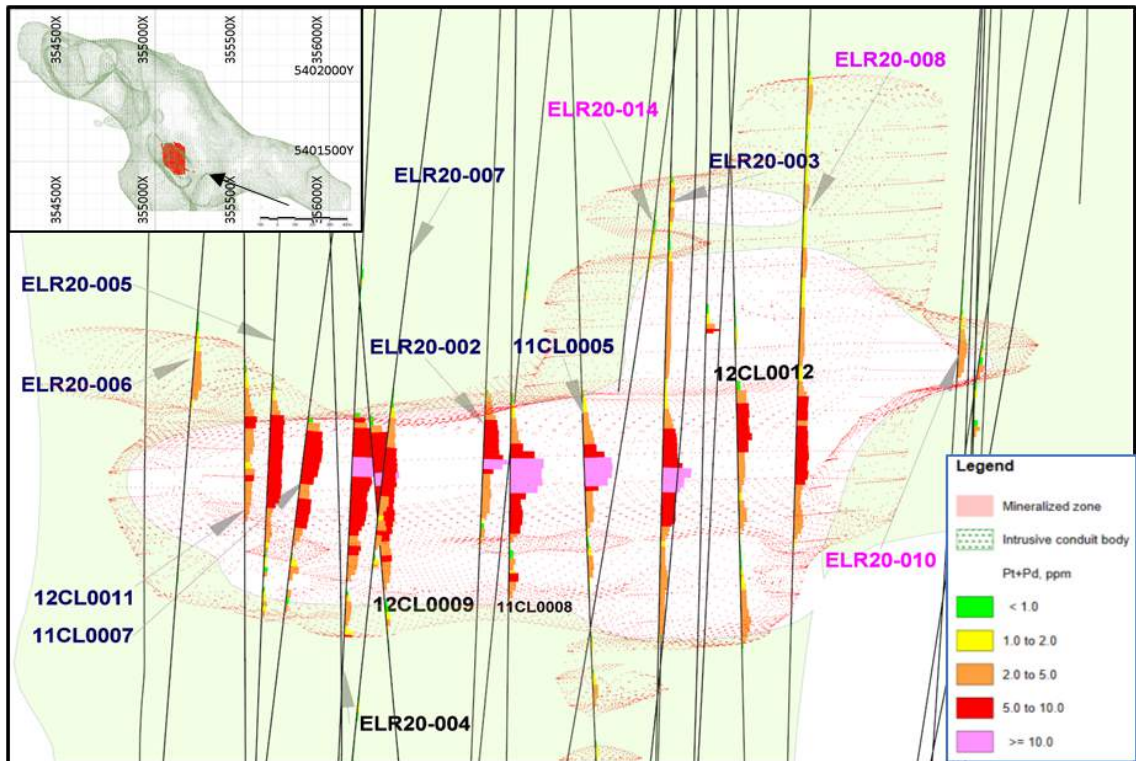 354500X
355000X
355500X
356000X
5402000Y
5401500Y
354500X
355000X
355500X
356000X
ELR20-008
ELR20-014
ELR20-003
ELR20-007
ELR20-005
ELR20-002
11CL0005
ELR20-006
12CL0012
12CL0011
11CL0007
12CL0009
11CL0008
ELR20-010
ELR20-004
Legend
Mineralized zone
Intrusive conduit body
Pt+Pd, ppm
< 1.0
1.0 to 2.0
2.0 to 5.0
5.0 to 10.0
>= 10.0